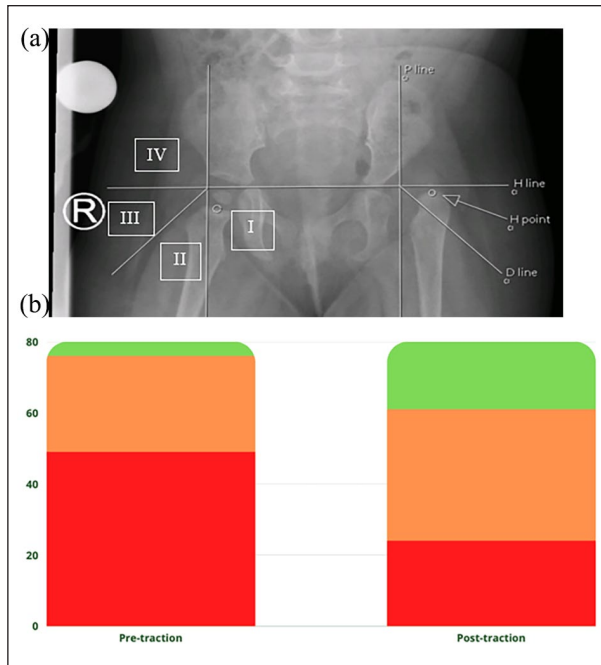 (a)
P line
IV
H line
R
III
I
H point
II
D line
(b)
80
60
40
20
0
Pre-traction
Post-traction